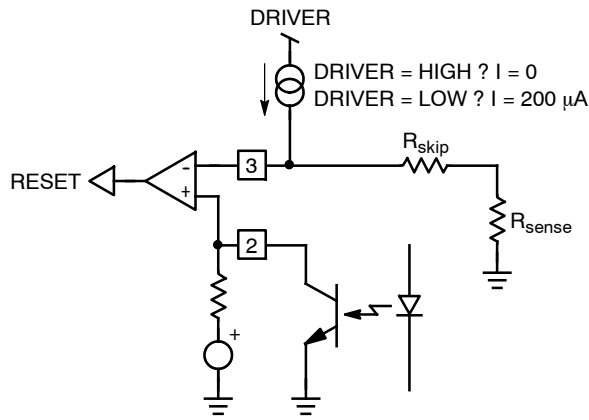 DRIVER
DRIVER = HIGH ? I = 0
DRIVER = LOW ? I = 200 μA
Rskip
3
-
RESET
+
Rsense
2
+